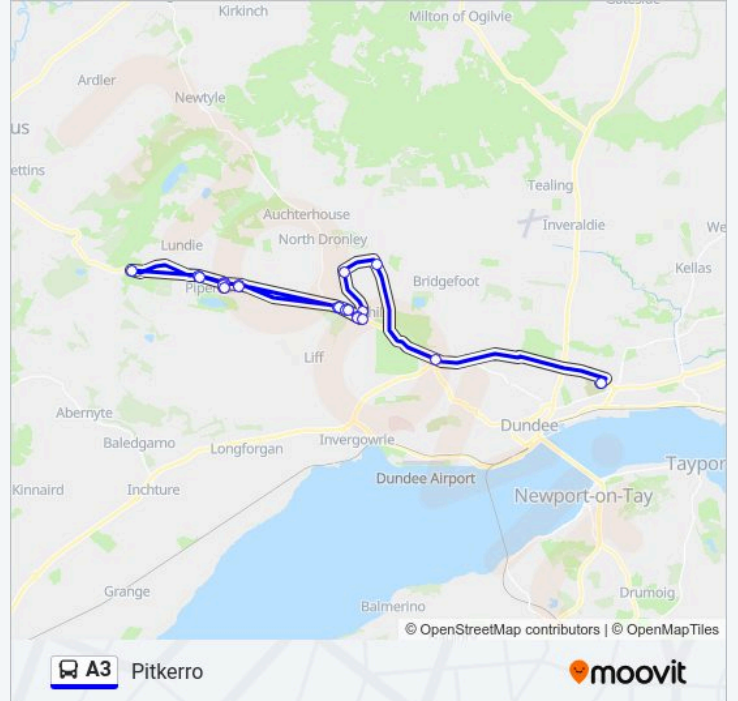 Kirkinch
Milton of Ogilvie
Ardler
Newtyle
us
ettins
Tealing
Auchterhouse
Inveraldie
We
North Dronley
Lundie
Kellas
Bridgefoot
Liff
Abernyte
Dundee
Baledgarno
Longforgan
Invergowrie
Taypor
Dundee Airport
Kinnaird
Inchture
Newport-on-Tay
Grange
Drumoig
Balmerino
© OpenStreetMap contributors | © OpenMapTiles
A3 Pitkerro
moovit